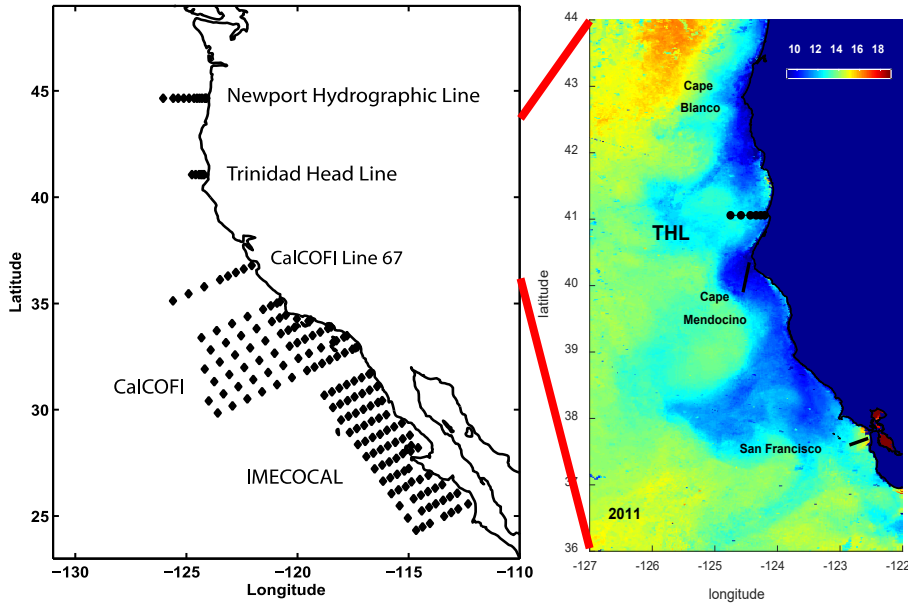 45
40
35
30
25
Latitude
−130
−125
−120
−115
−110
Longitude
Newport Hydrographic Line
Trinidad Head Line
CalCOFI Line 67
CalCOFI
IMECOCAL
44
43
42
41
40
39
38
37
36
latitude
-127
-126
-125
-124
-123
-122
longitude
10 12 14 16 18
Cape
Blanco
THL
Cape
Mendocino
San Francisco
2011